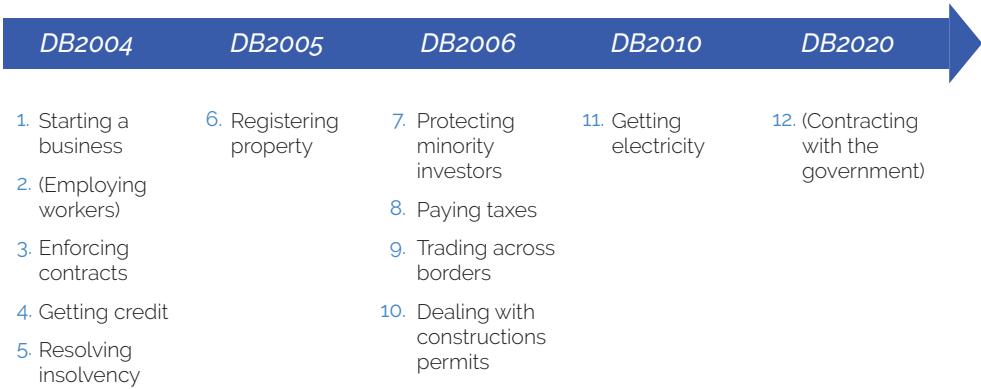 DB2004 DB2005 DB2006 DB2010 DB2020
1. Starting a
business
2. (Employing
workers)
3. Enforcing
contracts
4. Getting credit
5. Resolving
insolvency
6. Registering
property
7. Protecting
minority
investors
8. Paying taxes
9. Trading across
borders
10. Dealing with
constructions
permits
11. Getting
electricity
12. (Contracting
with the
government)